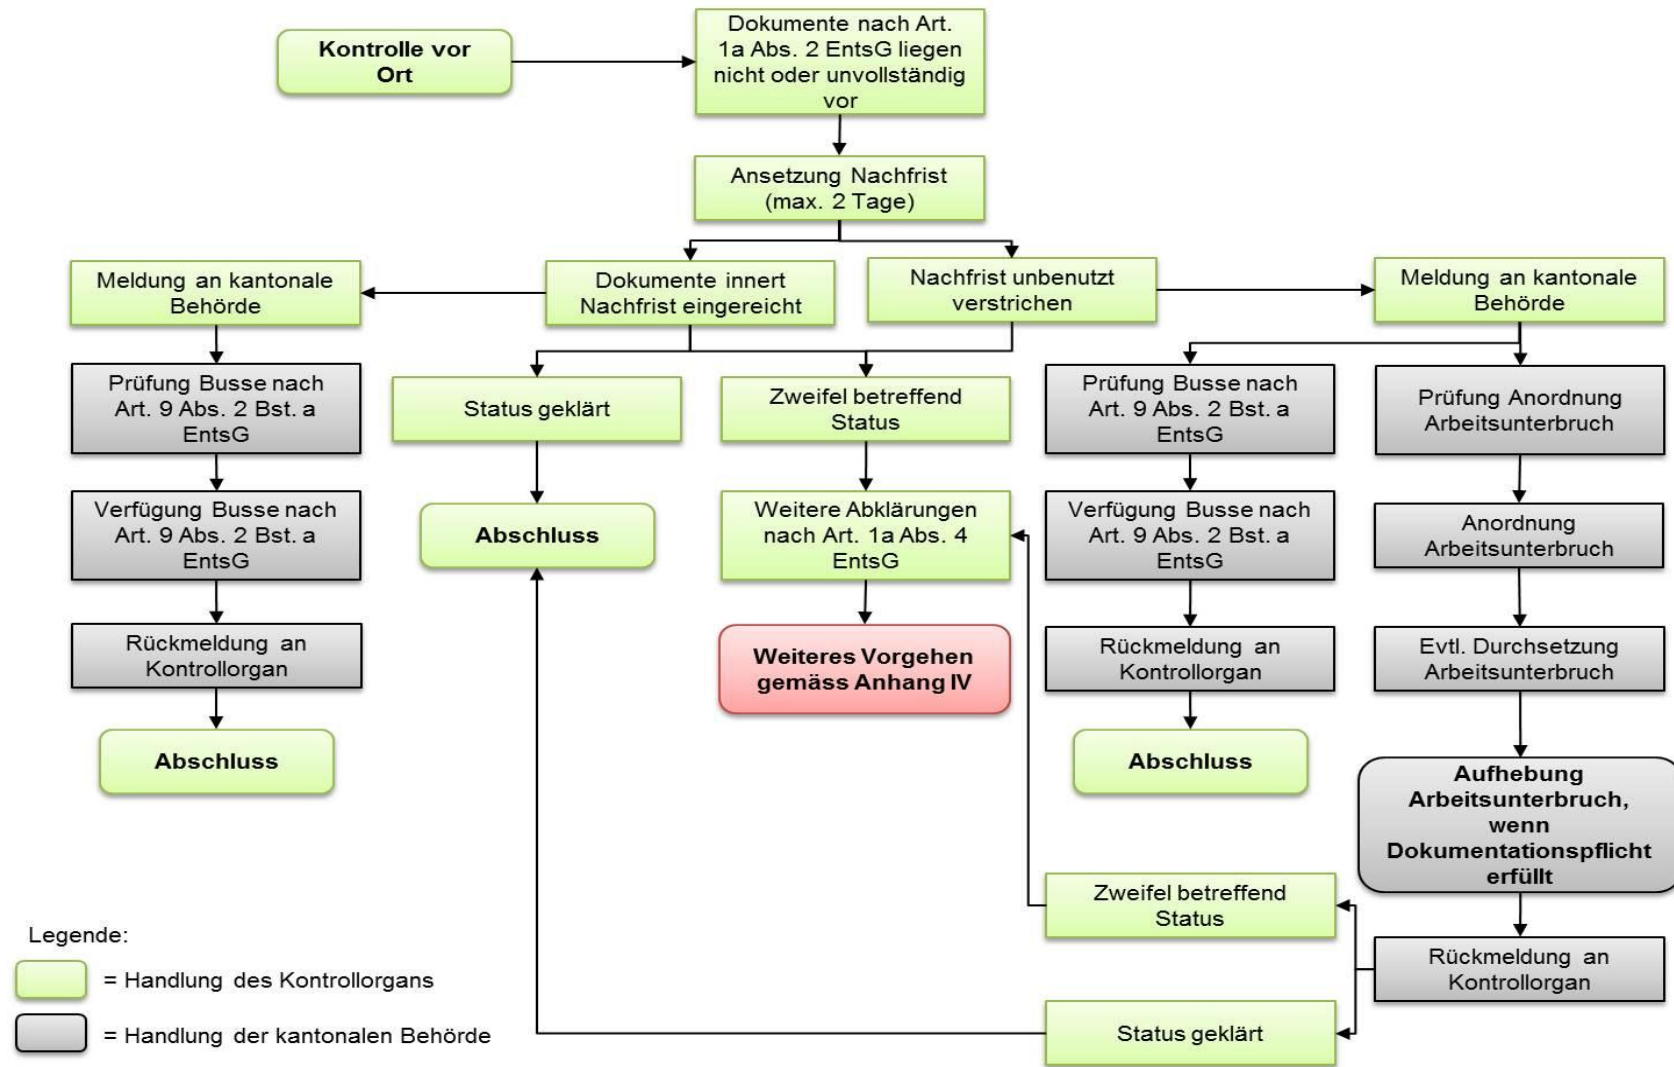 Kontrolle vor
Ort
Dokumente nach Art.
1a Abs. 2 EntsG liegen
nicht oder unvollständig
vor
Ansetzung Nachfrist
(max. 2 Tage)
Meldung an kantonale
Behörde
Dokumente innert
Nachfrist eingereicht
Nachfrist unbenutzt
verstrichen
Meldung an kantonale
Behörde
Prüfung Busse nach
Art. 9 Abs. 2 Bst. a
EntsG
Status geklärt
Zweifel betreffend
Status
Prüfung Busse nach
Art. 9 Abs. 2 Bst. a
EntsG
Prüfung Anordnung
Arbeitsunterbruch
Verfügung Busse nach
Art. 9 Abs. 2 Bst. a
EntsG
Abschluss
Weitere Abklärungen
nach Art. 1a Abs. 4
EntsG
Verfügung Busse nach
Art. 9 Abs. 2 Bst. a
EntsG
Anordnung
Arbeitsunterbruch
Rückmeldung an
Kontrollorgan
Weiteres Vorgehen
gemäss Anhang IV
Rückmeldung an
Kontrollorgan
Evtl. Durchsetzung
Arbeitsunterbruch
Abschluss
Abschluss
Aufhebung
Arbeitsunterbruch,
wenn
Dokumentationspflicht
erfüllt
Zweifel betreffend
Status
Rückmeldung an
Kontrollorgan
Status geklärt
Legende:
= Handlung des Kontrollorgans
= Handlung der kantonalen Behörde